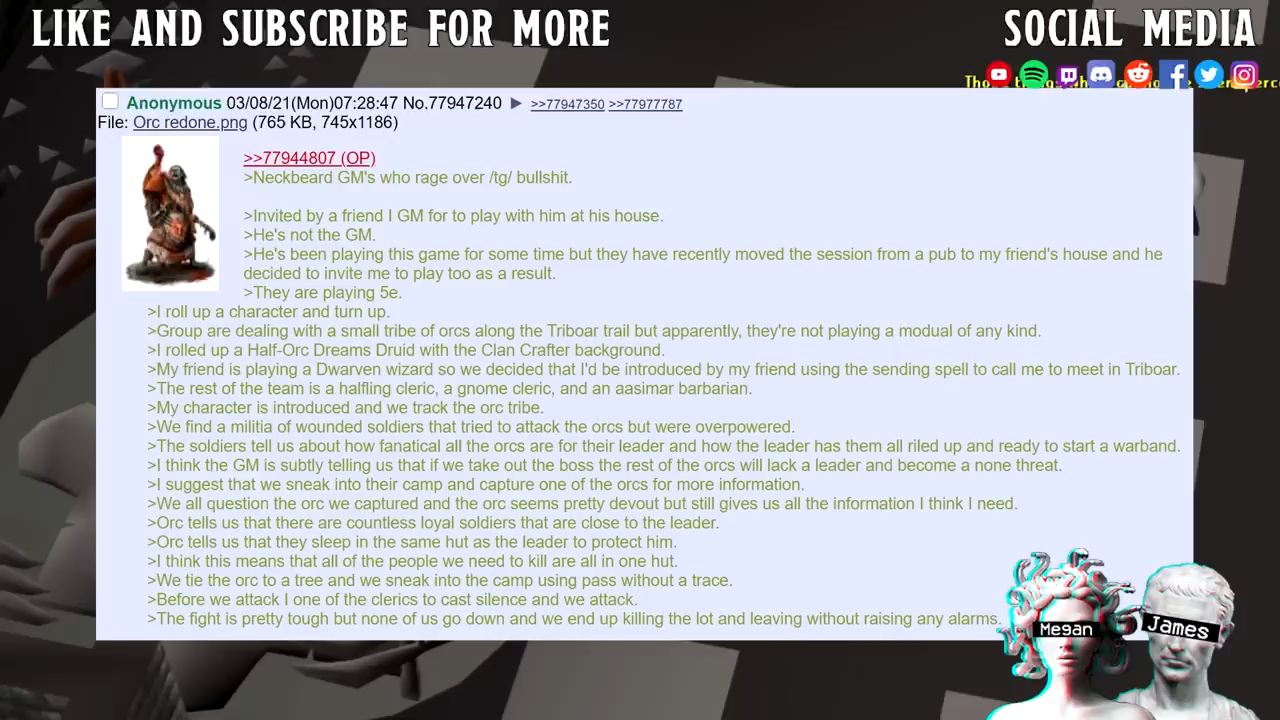 LIKE AND SUBSCRIBE FOR MORE
SOCIAL MEDIA
Anonymous 03/08/21(Mon)07:28:47 No.77947240 ▶ >>77947350 >>77977787
File: Orc redone.png (765 KB, 745x1186)
>>77944807 (OP)
>Neckbeard GM's who rage over /tg/ bullshit.
>Invited by a friend I GM for to play with him at his house.
>He's not the GM.
>He's been playing this game for some time but they have recently moved the session from a pub to my friend's house and he
decided to invite me to play too as a result.
>They are playing 5e.
>I roll up a character and turn up.
>Group are dealing with a small tribe of orcs along the Triboar trail but apparently, they're not playing a modual of any kind.
>I rolled up a Half-Orc Dreams Druid with the Clan Crafter background.
>My friend is playing a Dwarven wizard so we decided that I'd be introduced by my friend using the sending spell to call me to meet in Triboar.
>The rest of the team is a halfling cleric, a gnome cleric, and an aasimar barbarian.
>My character is introduced and we track the orc tribe.
>We find a militia of wounded soldiers that tried to attack the orcs but were overpowered.
>The soldiers tell us about how fanatical all the orcs are for their leader and how the leader has them all riled up and ready to start a warband.
>I think the GM is subtly telling us that if we take out the boss the rest of the orcs will lack a leader and become a none threat.
>I suggest that we sneak into their camp and capture one of the orcs for more information.
>We all question the orc we captured and the orc seems pretty devout but still gives us all the information I think I need.
>Orc tells us that there are countless loyal soldiers that are close to the leader.
>Orc tells us that they sleep in the same hut as the leader to protect him.
>I think this means that all of the people we need to kill are all in one hut.
>We tie the orc to a tree and we sneak into the camp using pass without a trace.
>Before we attack I one of the clerics to cast silence and we attack.
>The fight is pretty tough but none of us go down and we end up killing the lot and leaving without raising any alarms.
Megan
James